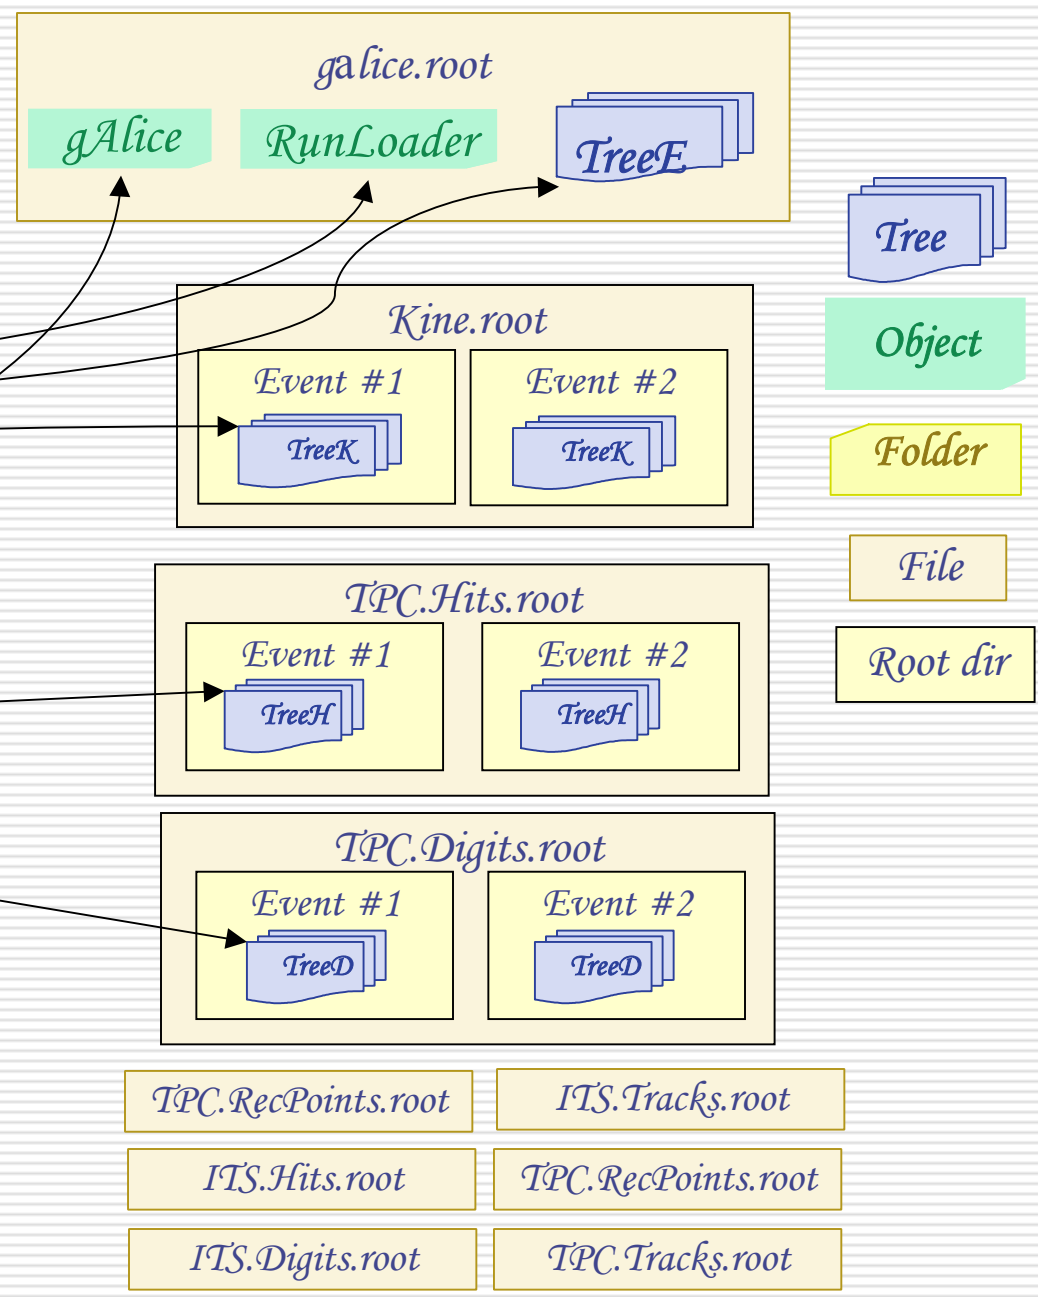 galice.root
gAlice
RunLoader
TreeE
Kine.root
Event #1
TreeK
Event #2
TreeK
TPC.Hits.root
Event #1
TreeH
Event #2
TreeH
TPC.Digits.root
Event #1
TreeD
Event #2
TreeD
TPC.RecPoints.root
ITS.Tracks.root
ITS.Hits.root
TPC.RecPoints.root
ITS.Digits.root
TPC.Tracks.root
Tree
Object
Folder
File
Root dir